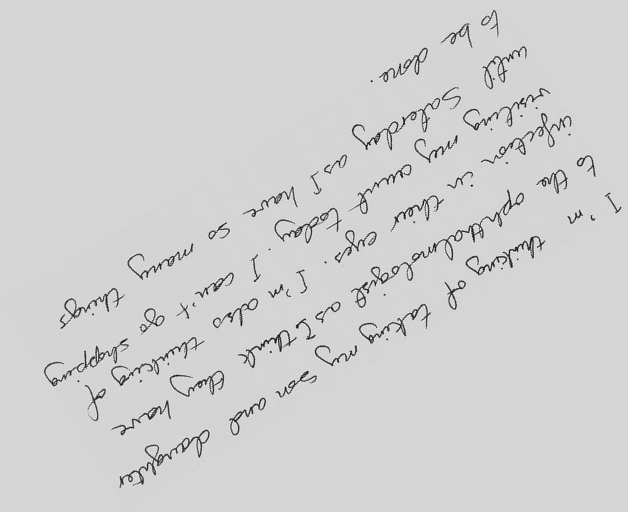 I'm thinking of taking my son and daughter
to the ophthalmologist as I think they have
infection in their eyes. I'm also thinking of
visiting my aunt today. I can't go shopping
until Saterday as I have so many things
to be done.